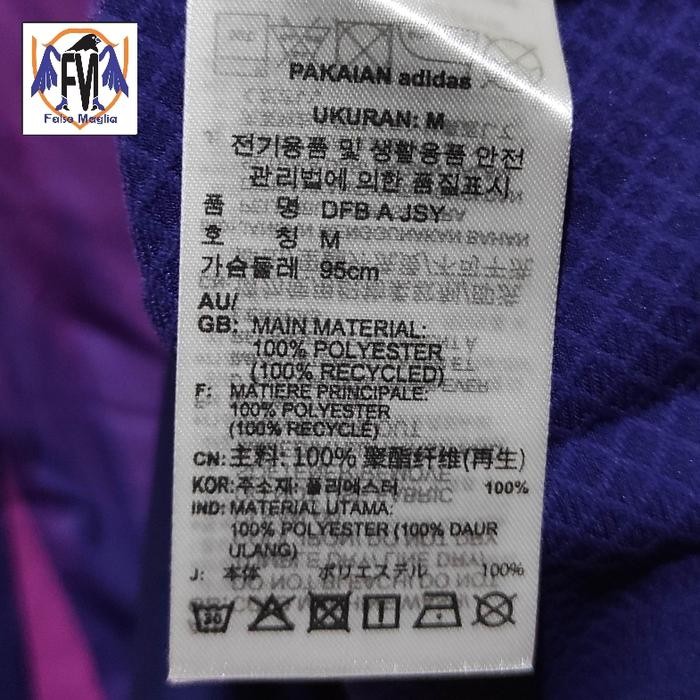 FVI
False Maglia
PAKAIAN adidas
UKURAN: M
전기용품 및 생활용품 안전
관리법에 의한 품질표시
품 명 DFB A JSY
호 칭 M
가슴둘레 95cm
AU/
GB: MAIN MATERIAL:
100% POLYESTER
(100% RECYCLED)
F: MATIERE PRINCIPALE:
100% POLYESTER
(100% RECYCLÉ)
CN: 主料: 100% 聚酯纤维(再生)
KOR: 주소재: 폴리에스터 100%
IND: MATERIAL UTAMA:
100% POLYESTER (100% DAUR
ULANG)
J: 本体 ポリエステル 100%
30